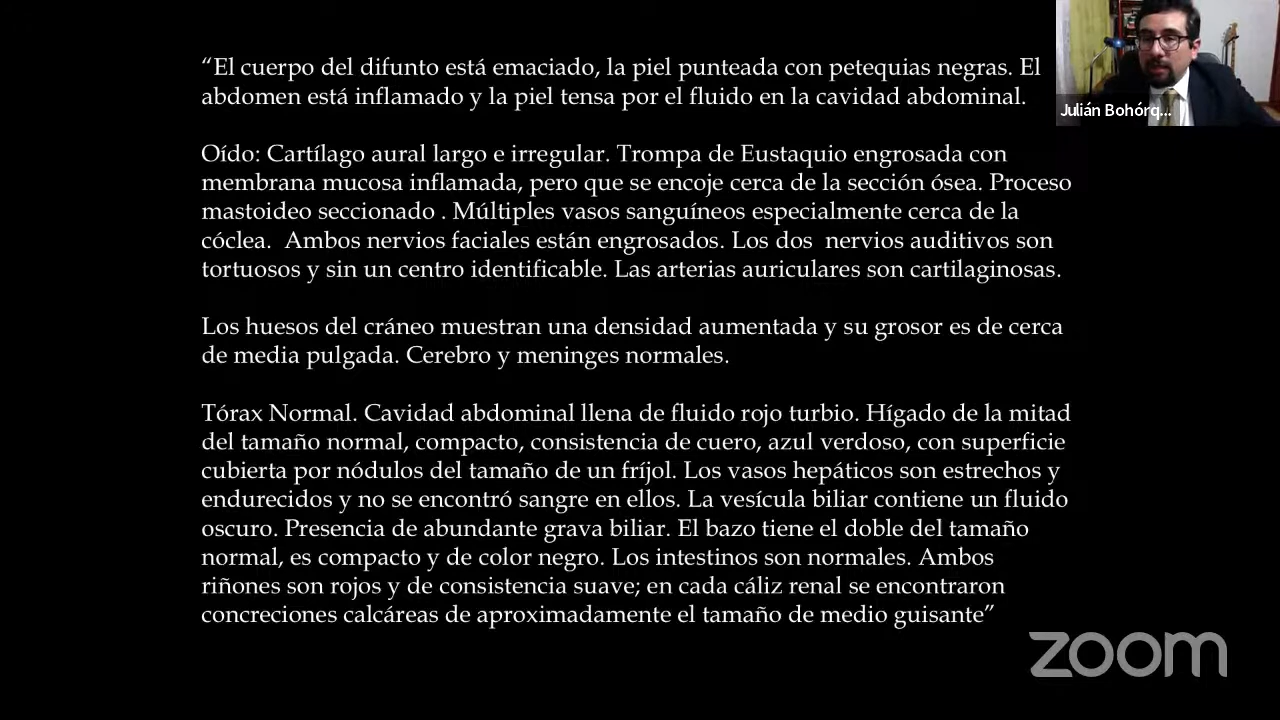 “El cuerpo del difunto está emaciado, la piel punteada con petequias negras. El
abdomen está inflamado y la piel tensa por el fluido en la cavidad abdominal.
Julián Bohórq...
Oído: Cartílago aural largo e irregular. Trompa de Eustaquio engrosada con
membrana mucosa inflamada, pero que se encoje cerca de la sección ósea. Proceso
mastoideo seccionado . Múltiples vasos sanguíneos especialmente cerca de la
cóclea.  Ambos nervios faciales están engrosados. Los dos  nervios auditivos son
tortuosos y sin un centro identificable. Las arterias auriculares son cartilaginosas.
Los huesos del cráneo muestran una densidad aumentada y su grosor es de cerca
de media pulgada. Cerebro y meninges normales.
Tórax Normal. Cavidad abdominal llena de fluido rojo turbio. Hígado de la mitad
del tamaño normal, compacto, consistencia de cuero, azul verdoso, con superficie
cubierta por nódulos del tamaño de un fríjol. Los vasos hepáticos son estrechos y
endurecidos y no se encontró sangre en ellos. La vesícula biliar contiene un fluido
oscuro. Presencia de abundante grava biliar. El bazo tiene el doble del tamaño
normal, es compacto y de color negro. Los intestinos son normales. Ambos
riñones son rojos y de consistencia suave; en cada cáliz renal se encontraron
concreciones calcáreas de aproximadamente el tamaño de medio guisante”
zoom